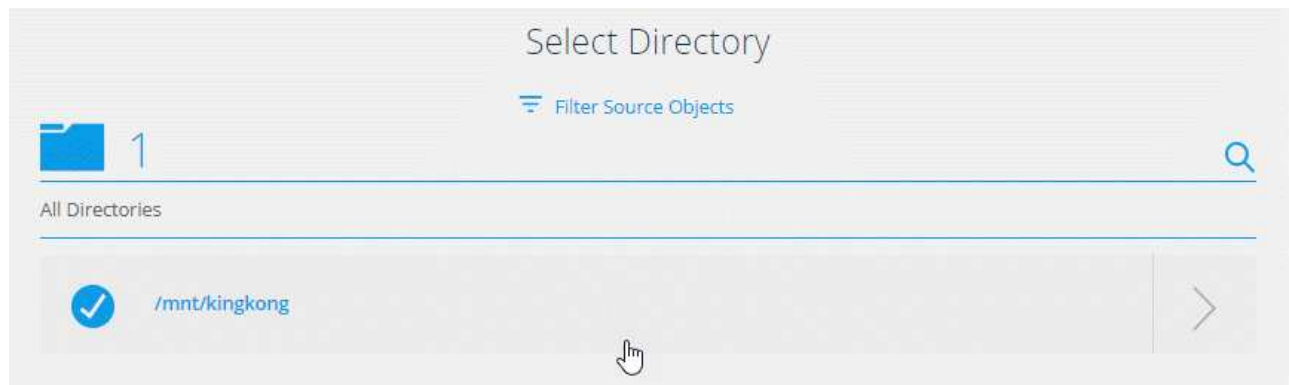 Select Directory
Filter Source Objects
1
All Directories
/mnt/kingkong